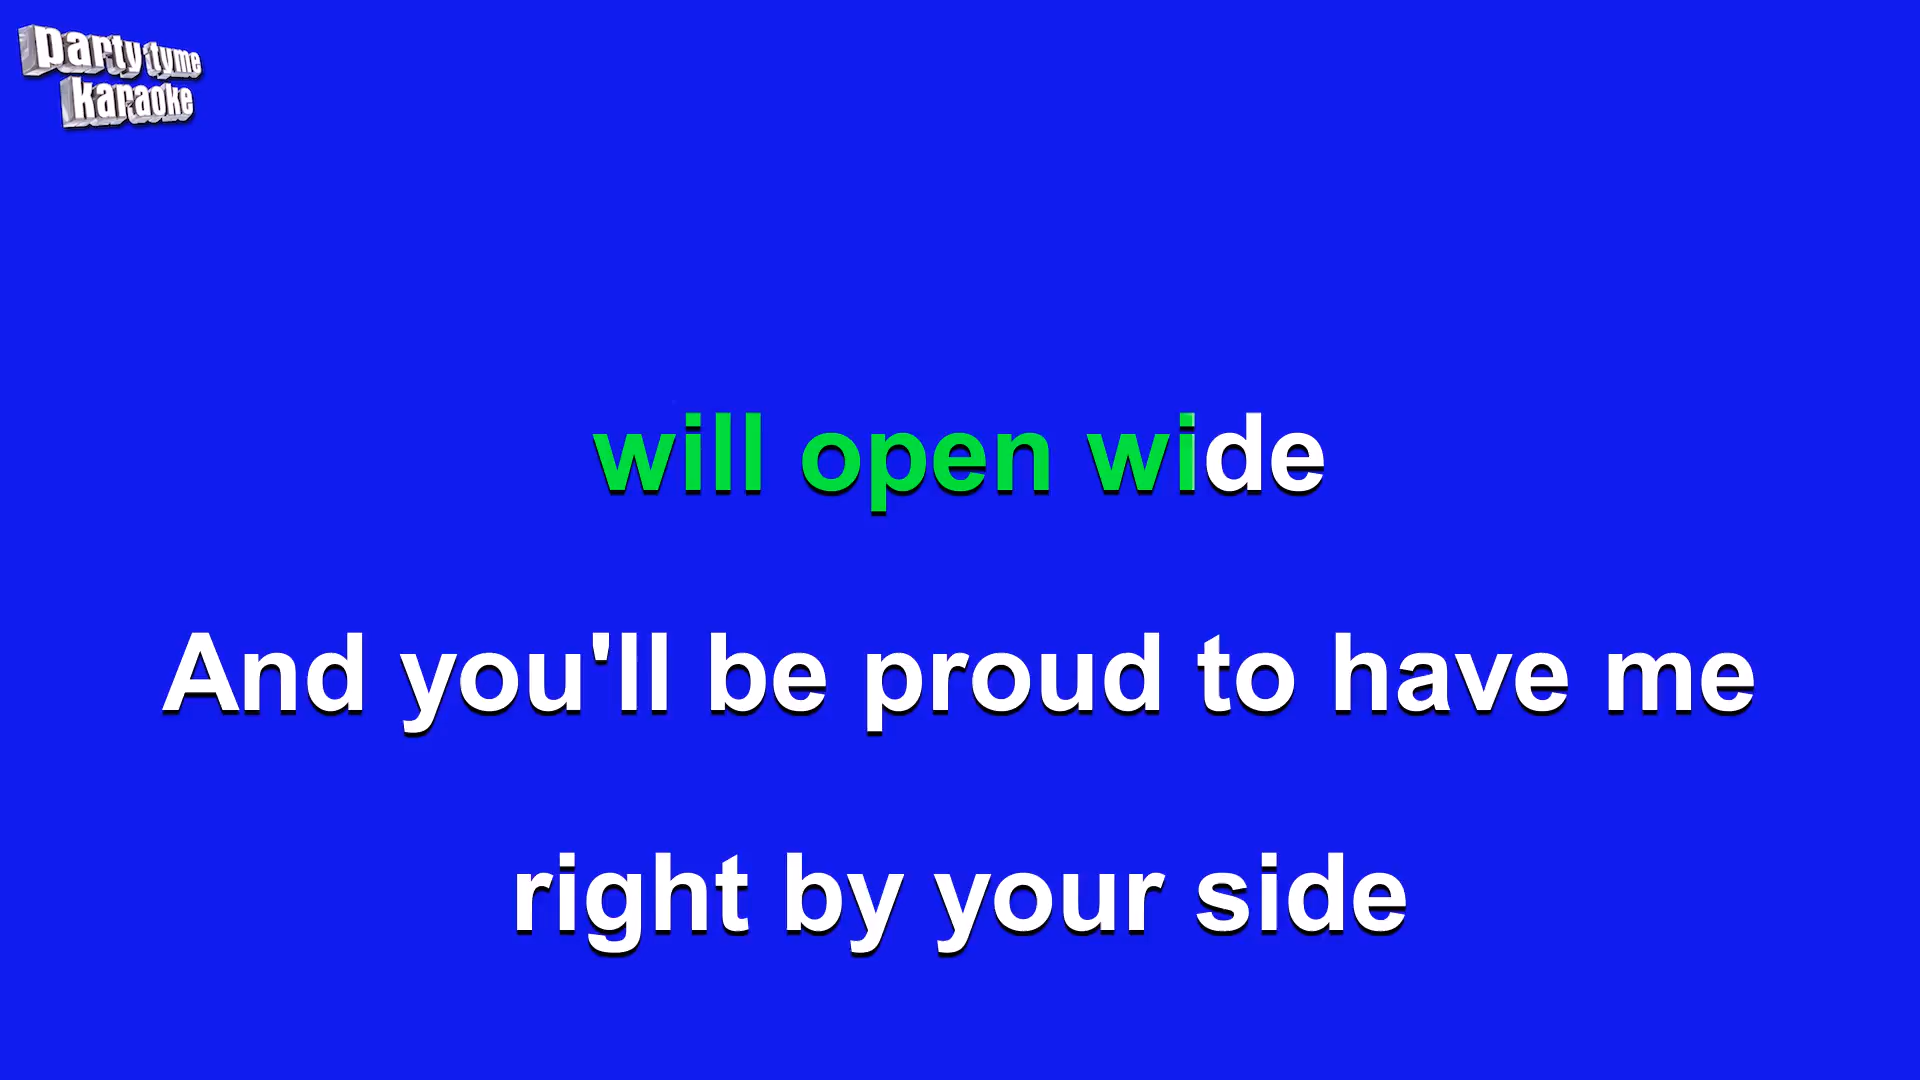 party tyme
karaoke
will open wide
And you'll be proud to have me
right by your side